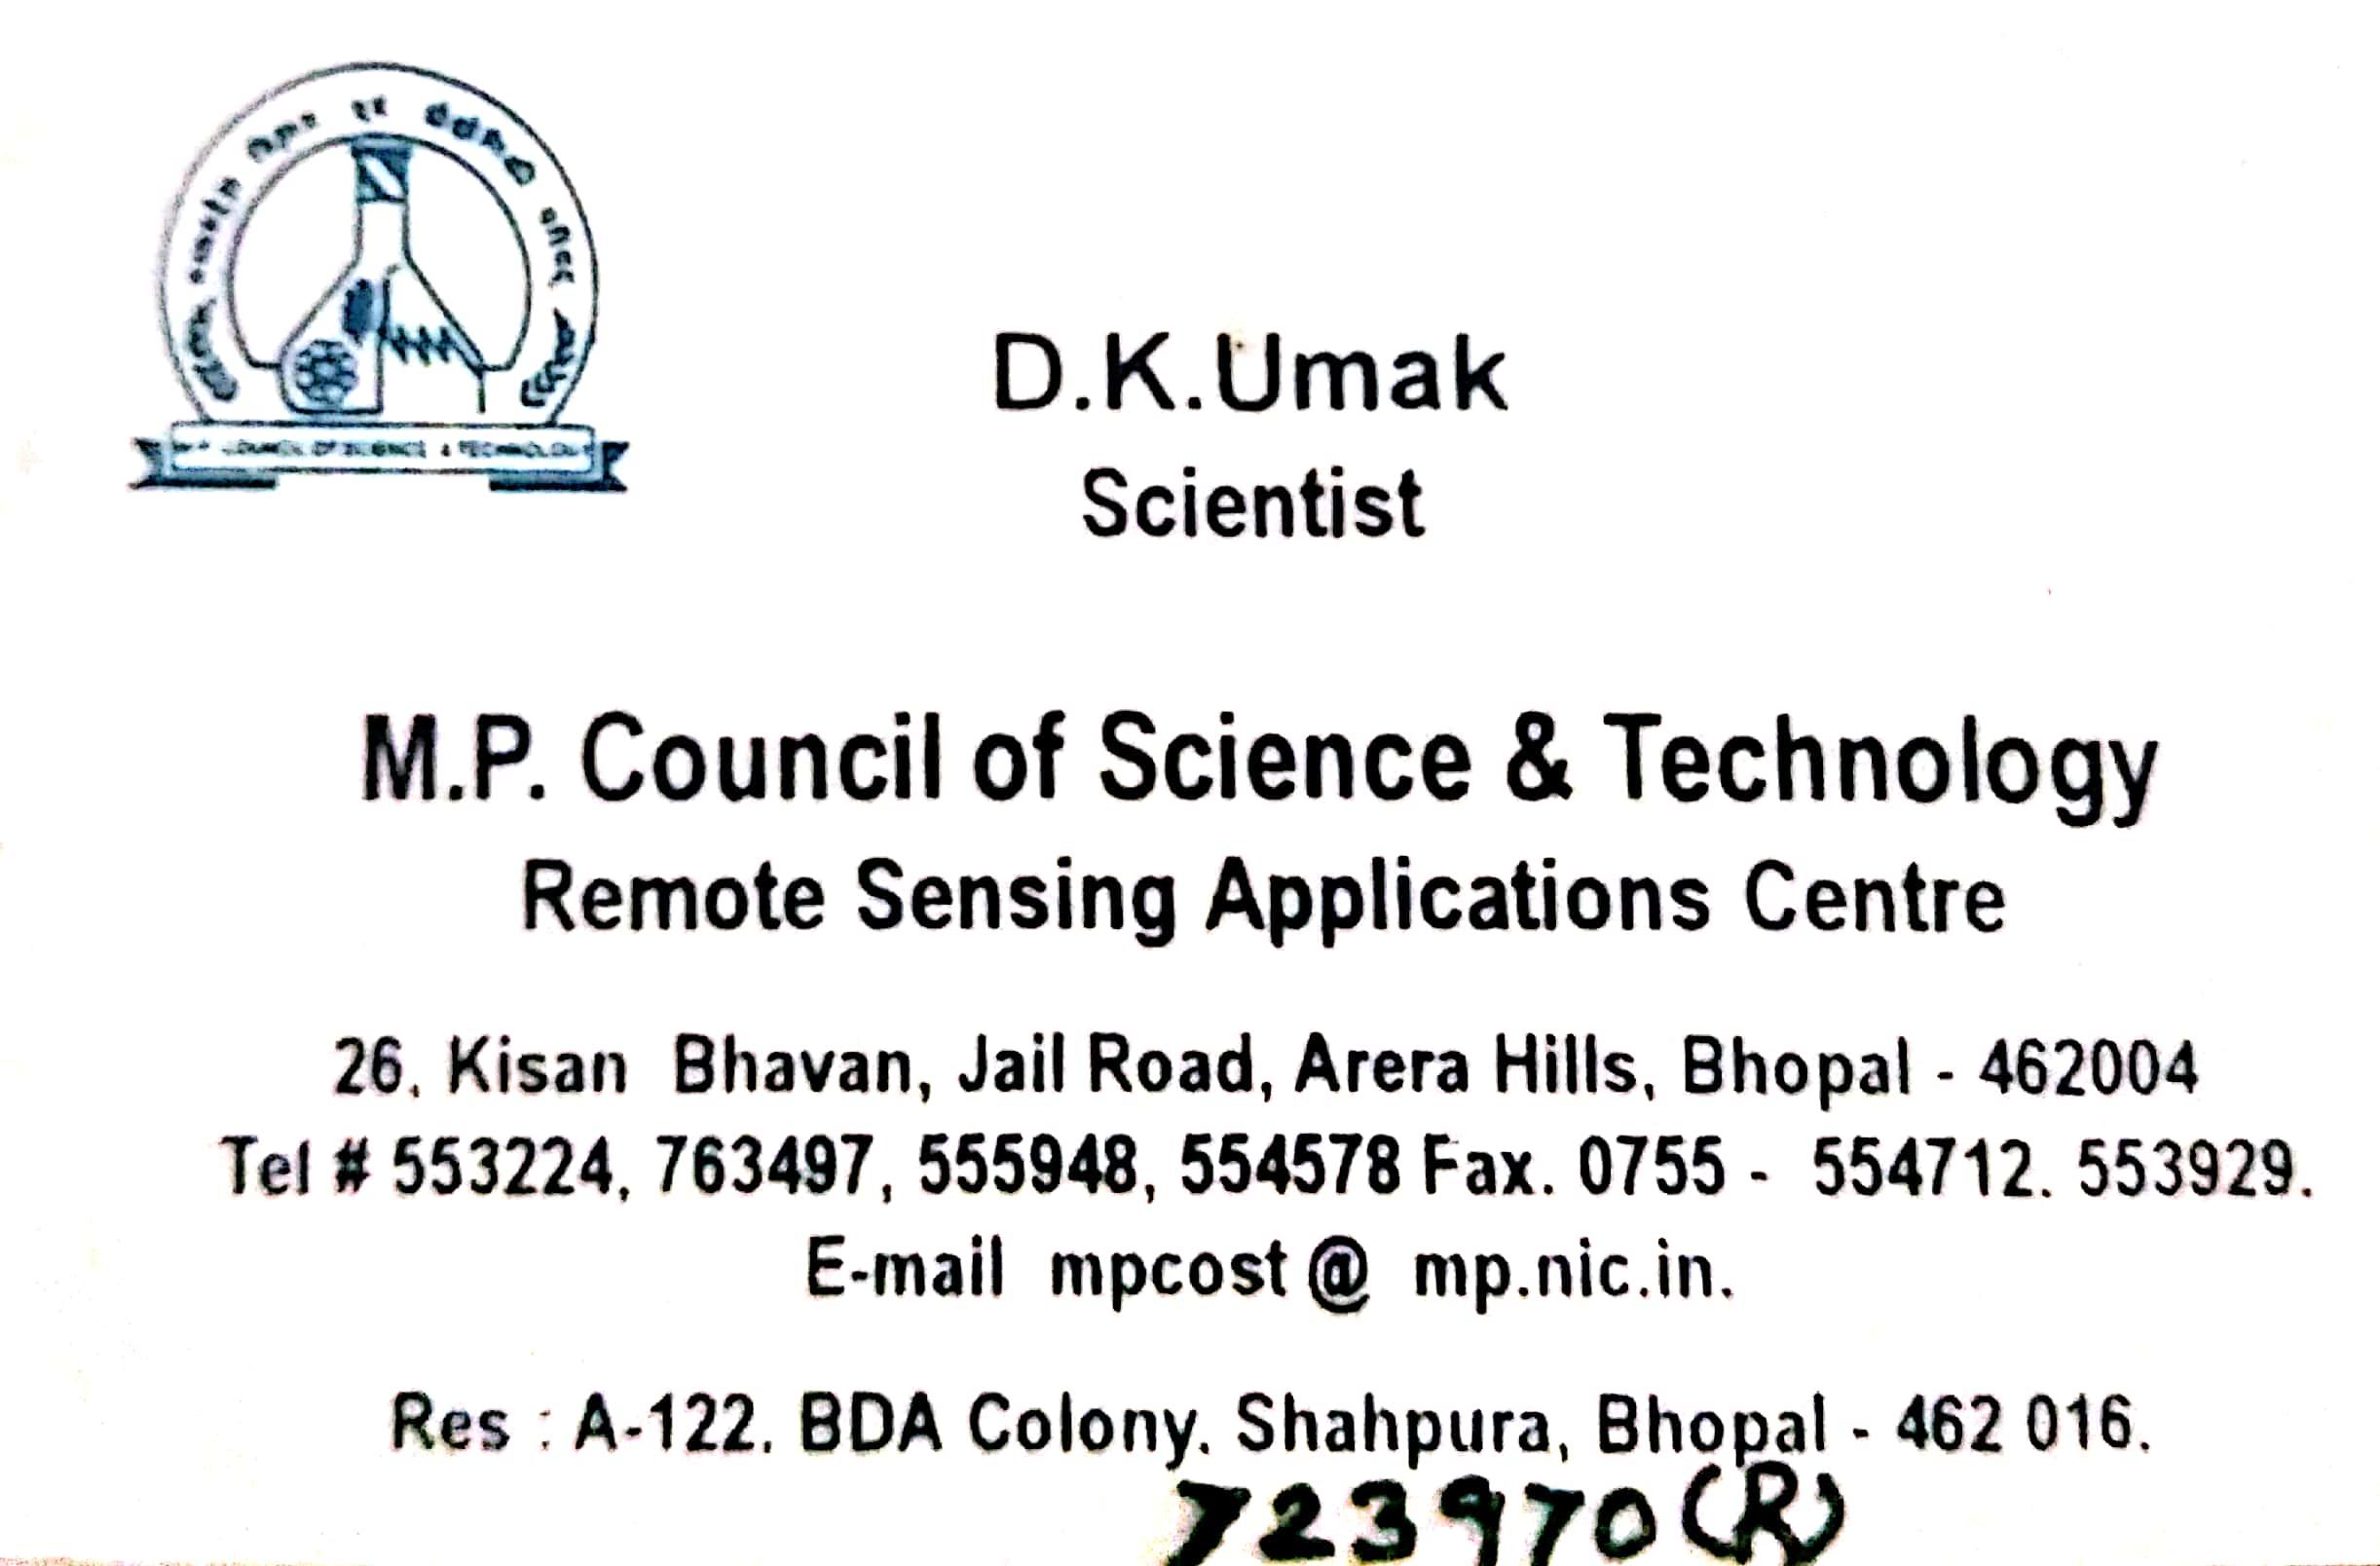 M.P. COUNCIL OF SCIENCE & TECHNOLOGY
D.K.Umak
Scientist
M.P. Council of Science & Technology
Remote Sensing Applications Centre
26, Kisan Bhavan, Jail Road, Arera Hills, Bhopal - 462004
Tel # 553224, 763497, 555948, 554578 Fax. 0755 - 554712. 553929.
E-mail mpcost @ mp.nic.in.
Res : A-122. BDA Colony. Shahpura, Bhopal - 462 016.
723970 (R)